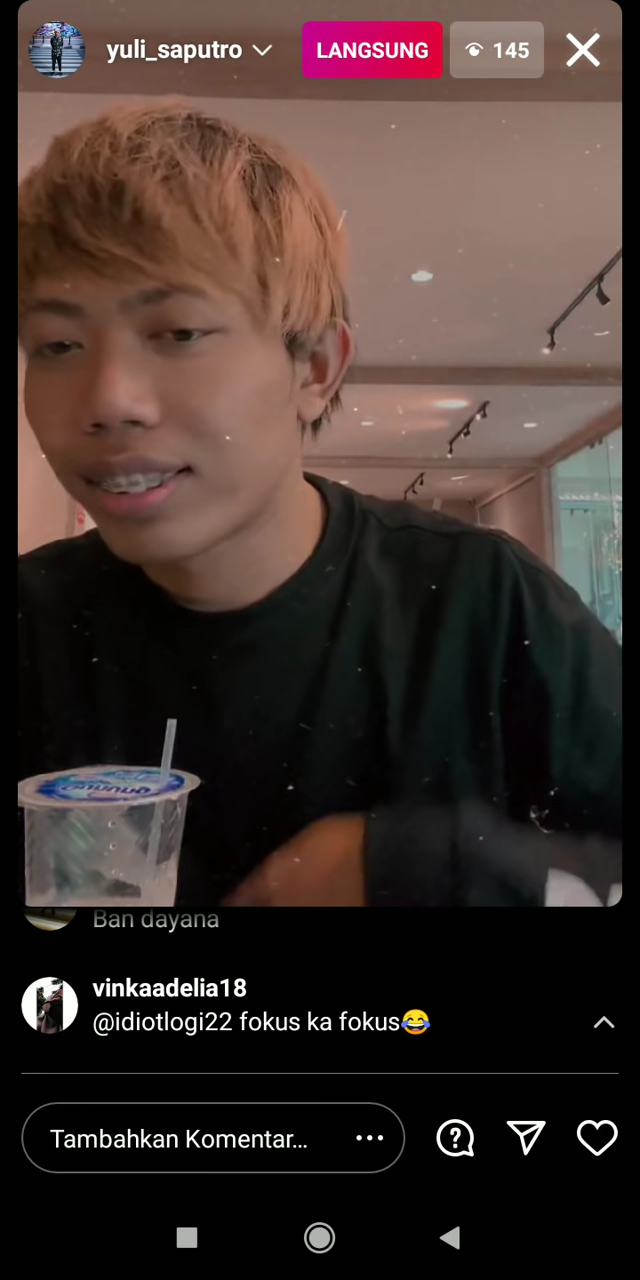 yuli_saputro
LANGSUNG
145
Ban dayana
vinkaadelia18
@idiotlogi22 fokus ka fokus😂
Tambahkan Komentar...